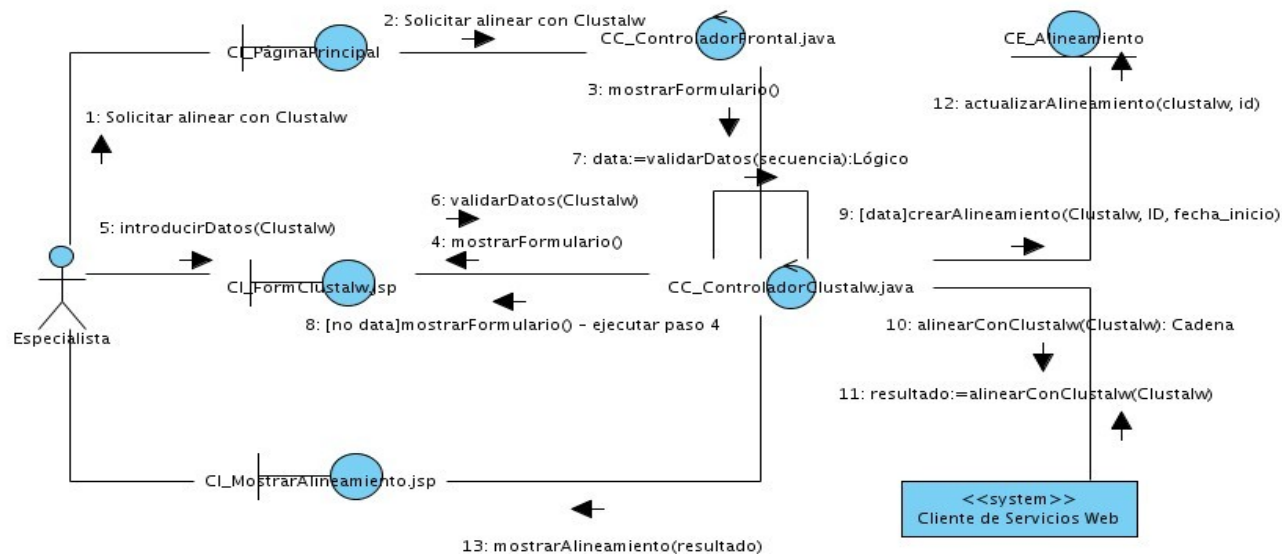 2: Solicitar alinear con Clustalw
CI_PáginaPrincipal
CC_ControladorFrontal.java
CE_Alineamiento
3: mostrarFormulario()
12: actualizarAlineamiento(clustalw, id)
1: Solicitar alinear con Clustalw
7: data:=validarDatos(secuencia):Lógico
6: validarDatos(Clustalw)
9: [data]crearAlineamiento(Clustalw, ID, fecha_inicio)
5: introducirDatos(Clustalw)
4: mostrarFormulario()
CI_FormClustalw.jsp
CC_ControladorClustalw.java
8: [no data]mostrarFormulario() - ejecutar paso 4
10: alinearConClustalw(Clustalw): Cadena
Especialista
11: resultado:=alinearConClustalw(Clustalw)
CI_MostrarAlineamiento.jsp
<<system>>
Cliente de Servicios Web
13: mostrarAlineamiento(resultado)